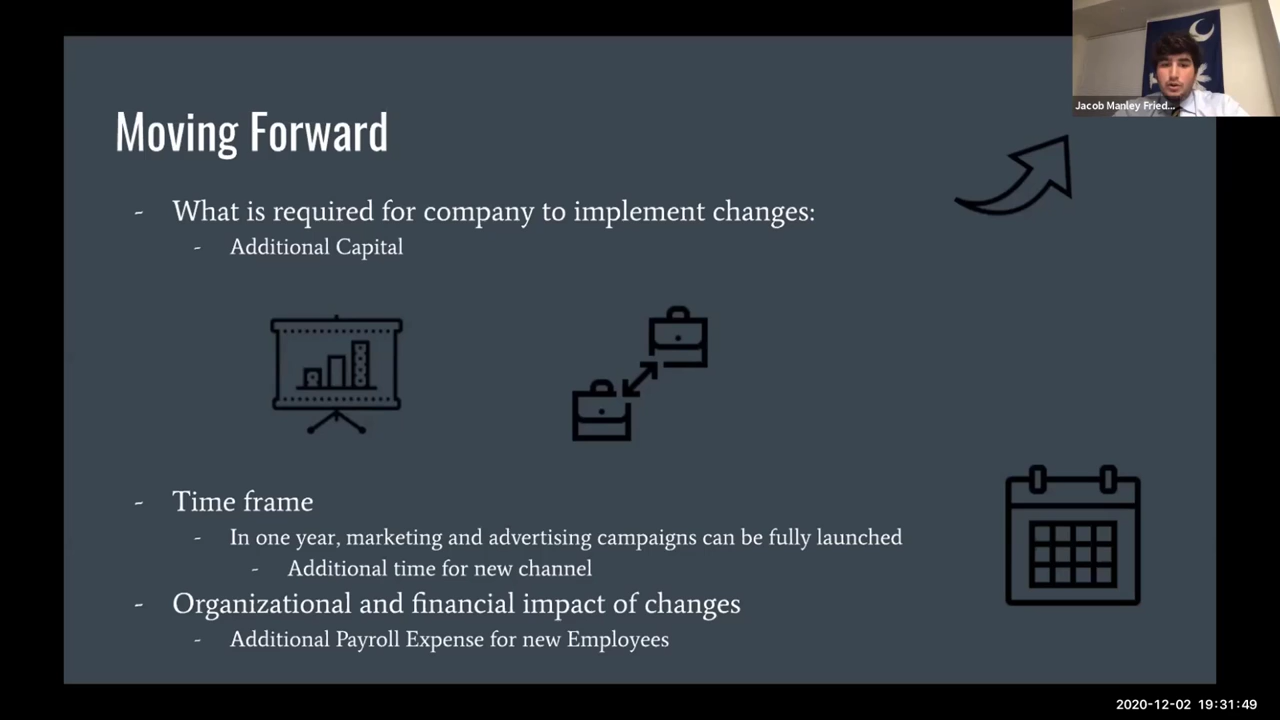 Jacob Manley Fried...
Moving Forward
- What is required for company to implement changes:
- Additional Capital
- Time frame
- In one year, marketing and advertising campaigns can be fully launched
- Additional time for new channel
- Organizational and financial impact of changes
- Additional Payroll Expense for new Employees
2020-12-02 19:31:49